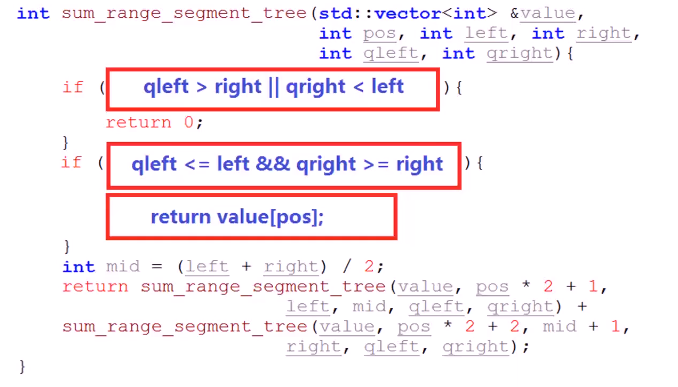 int sum_range_segment_tree(std::vector<int> &value,
int pos, int left, int right,
int qleft, int qright){
if ( qleft > right || qright < left ){
return 0;
}
if ( qleft <= left && qright >= right ){
return value[pos];
}
int mid = (left + right) / 2;
return sum_range_segment_tree(value, pos * 2 + 1,
left, mid, qleft, qright) +
sum_range_segment_tree(value, pos * 2 + 2, mid + 1,
right, qleft, qright);
}